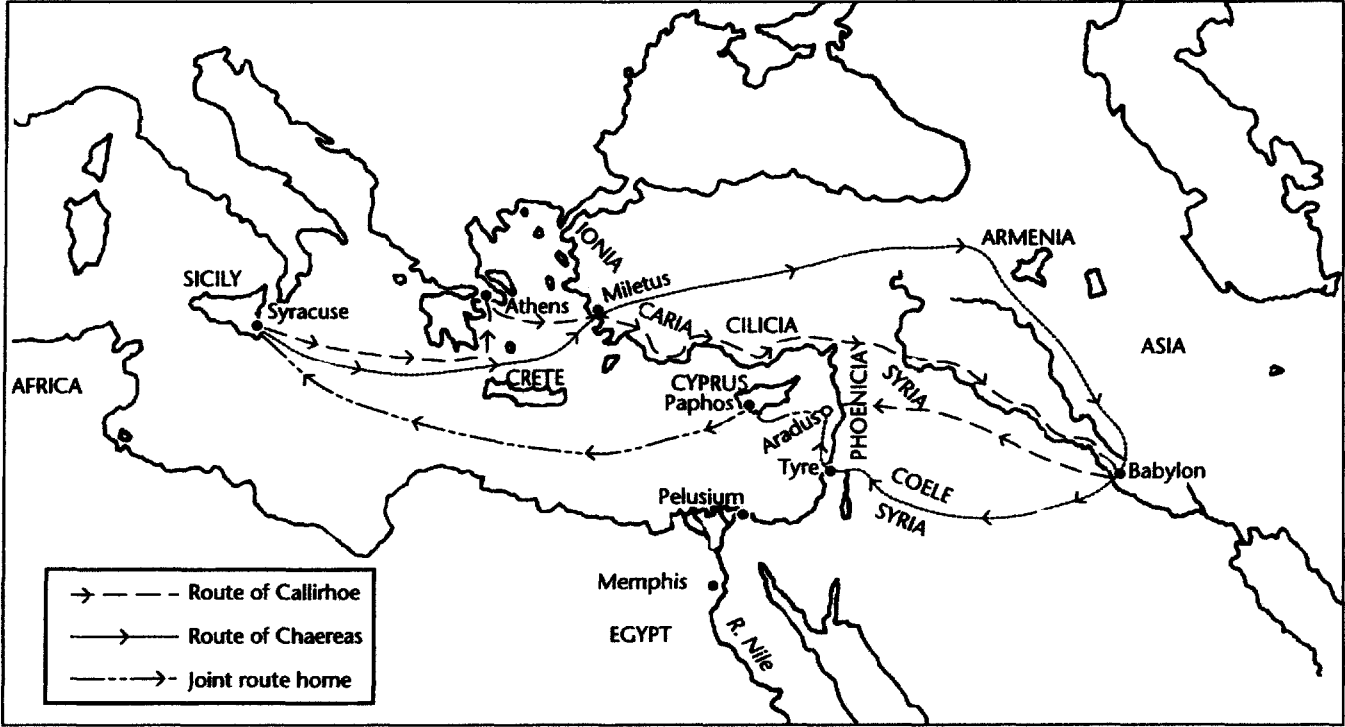 ARMENIA
IONIA
SICILY
Miletus
Syracuse
Athens
CARIA
CILICIA
ASIA
AFRICA
CRETE
CYPRUS
Paphos
SYRIA
PHOENICIA
Aradus
Tyre
Babylon
COELE
SYRIA
Pelusium
Memphis
EGYPT
R. Nile
Route of Callirhoe
Route of Chaereas
Joint route home